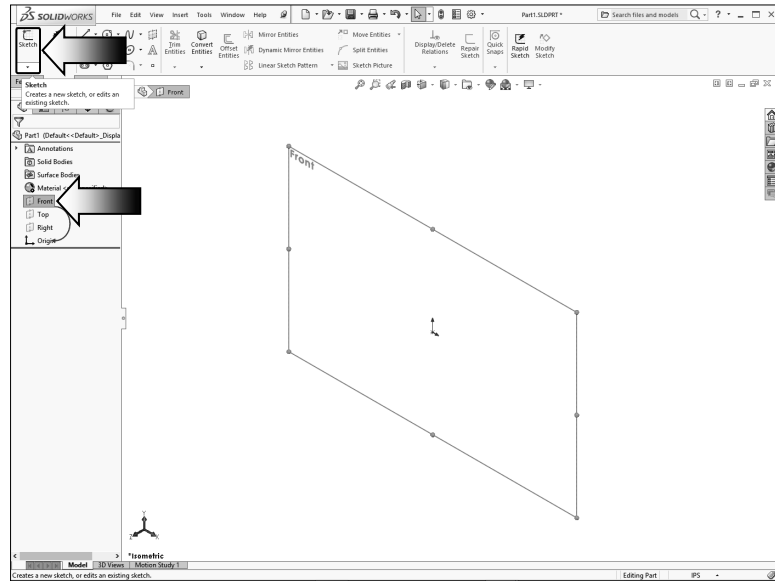 SOLIDWORKS File Edit View Insert Tools Window Help Part1.SLDPRT * Search files and models
Sketch
Trim Entities
Convert Entities
Offset Entities
Mirror Entities
Dynamic Mirror Entities
Linear Sketch Pattern
Move Entities
Split Entities
Sketch Picture
Display/Delete Relations
Repair Sketch
Quick Snaps
Rapid Sketch
Modify Sketch
Sketch
Creates a new sketch, or edits an existing sketch.
Front
Part1 (Default<<Default>_Displa
Annotations
Solid Bodies
Surface Bodies
Material
Front
Top
Right
Origin
Front
Y
Z X
*Isometric
Model 3D Views Motion Study 1
Creates a new sketch, or edits an existing sketch. Editing Part IPS